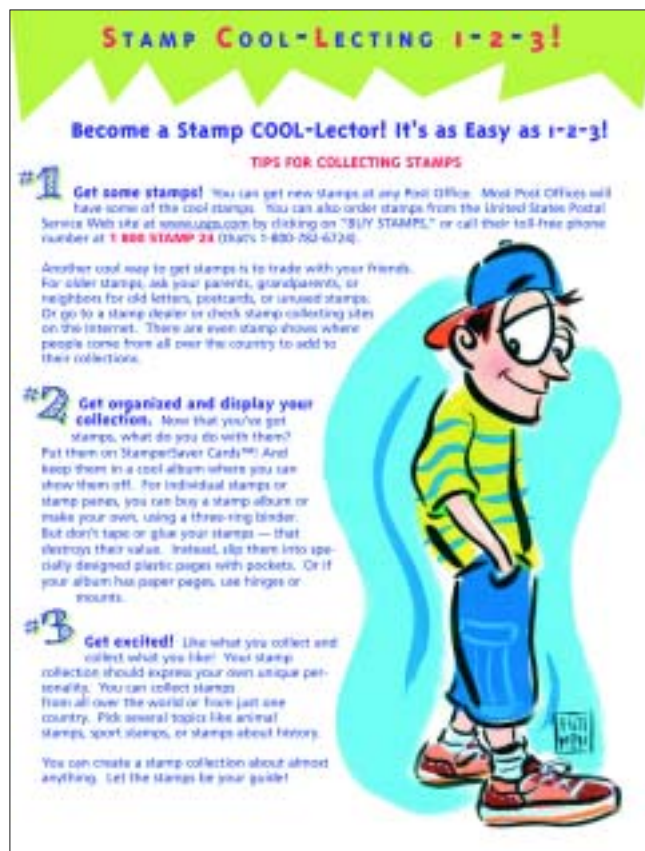 STAMP COOL-LECTING 1-2-3!
Become a Stamp COOL-Lector! It's as Easy as 1-2-3!
TIPS FOR COLLECTING STAMPS
#1 Get some stamps! You can get new stamps at any Post Office. Most Post Offices will
have some of the cool stamps. You can also order stamps from the United States Postal
Service Web site at www.usps.com by clicking on "BUY STAMPS," or call their toll-free phone
number at 1 800 STAMP 24 (that's 1-800-782-6724).
Another cool way to get stamps is to trade with your friends.
For older stamps, ask your parents, grandparents, or
neighbors for old letters, postcards, or unused stamps.
Or go to a stamp dealer or check stamp collecting sites
on the Internet. There are even stamp shows where
people come from all over the country to add to
their collections.
#2 Get organized and display your
collection. Now that you've got
stamps, what do you do with them?
Put them on StamperSaver Cards™! And
keep them in a cool album where you can
show them off. For individual stamps or
stamp panes, you can buy a stamp album or
make your own, using a three-ring binder.
But don't tape or glue your stamps — that
destroys their value. Instead, slip them into spe-
cially designed plastic pages with pockets. Or if
your album has paper pages, use hinges or
mounts.
#3 Get excited! Like what you collect and
collect what you like! Your stamp
collection should express your own unique per-
sonality. You can collect stamps
from all over the world or from just one
country. Pick several topics like animal
stamps, sport stamps, or stamps about history.
You can create a stamp collection about almost
anything. Let the stamps be your guide!